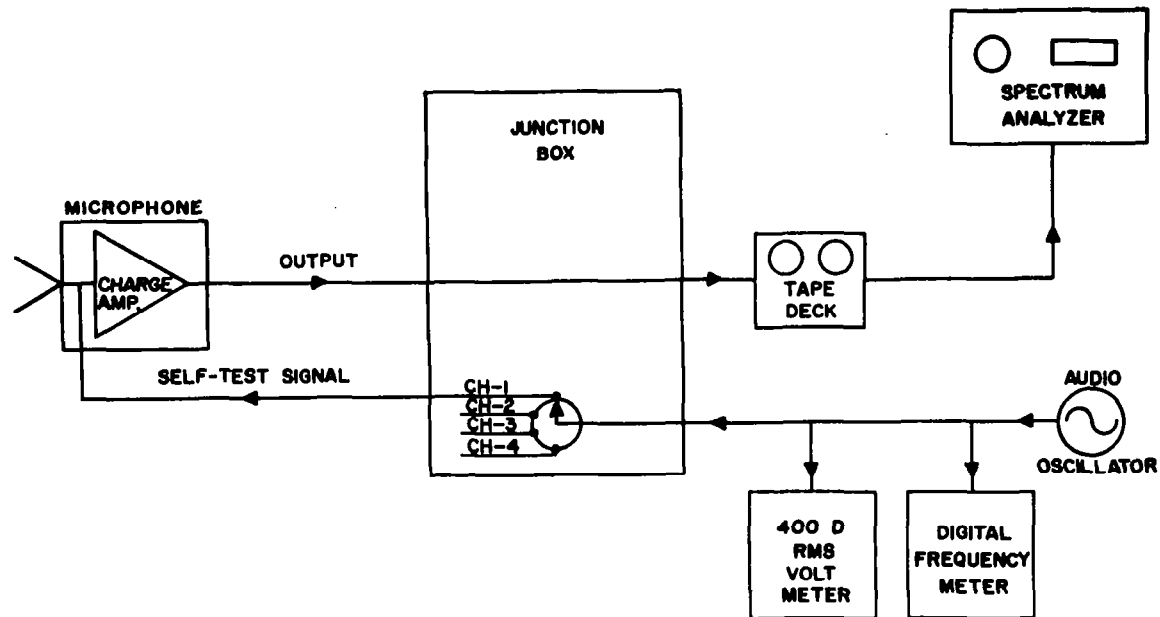 SPECTRUM
ANALYZER
JUNCTION
BOX
MICROPHONE
CHARGE
AMP.
OUTPUT
TAPE
DECK
SELF-TEST SIGNAL
CH-1
CH-2
CH-3
CH-4
AUDIO
OSCILLATOR
400 D
RMS
VOLT
METER
DIGITAL
FREQUENCY
METER